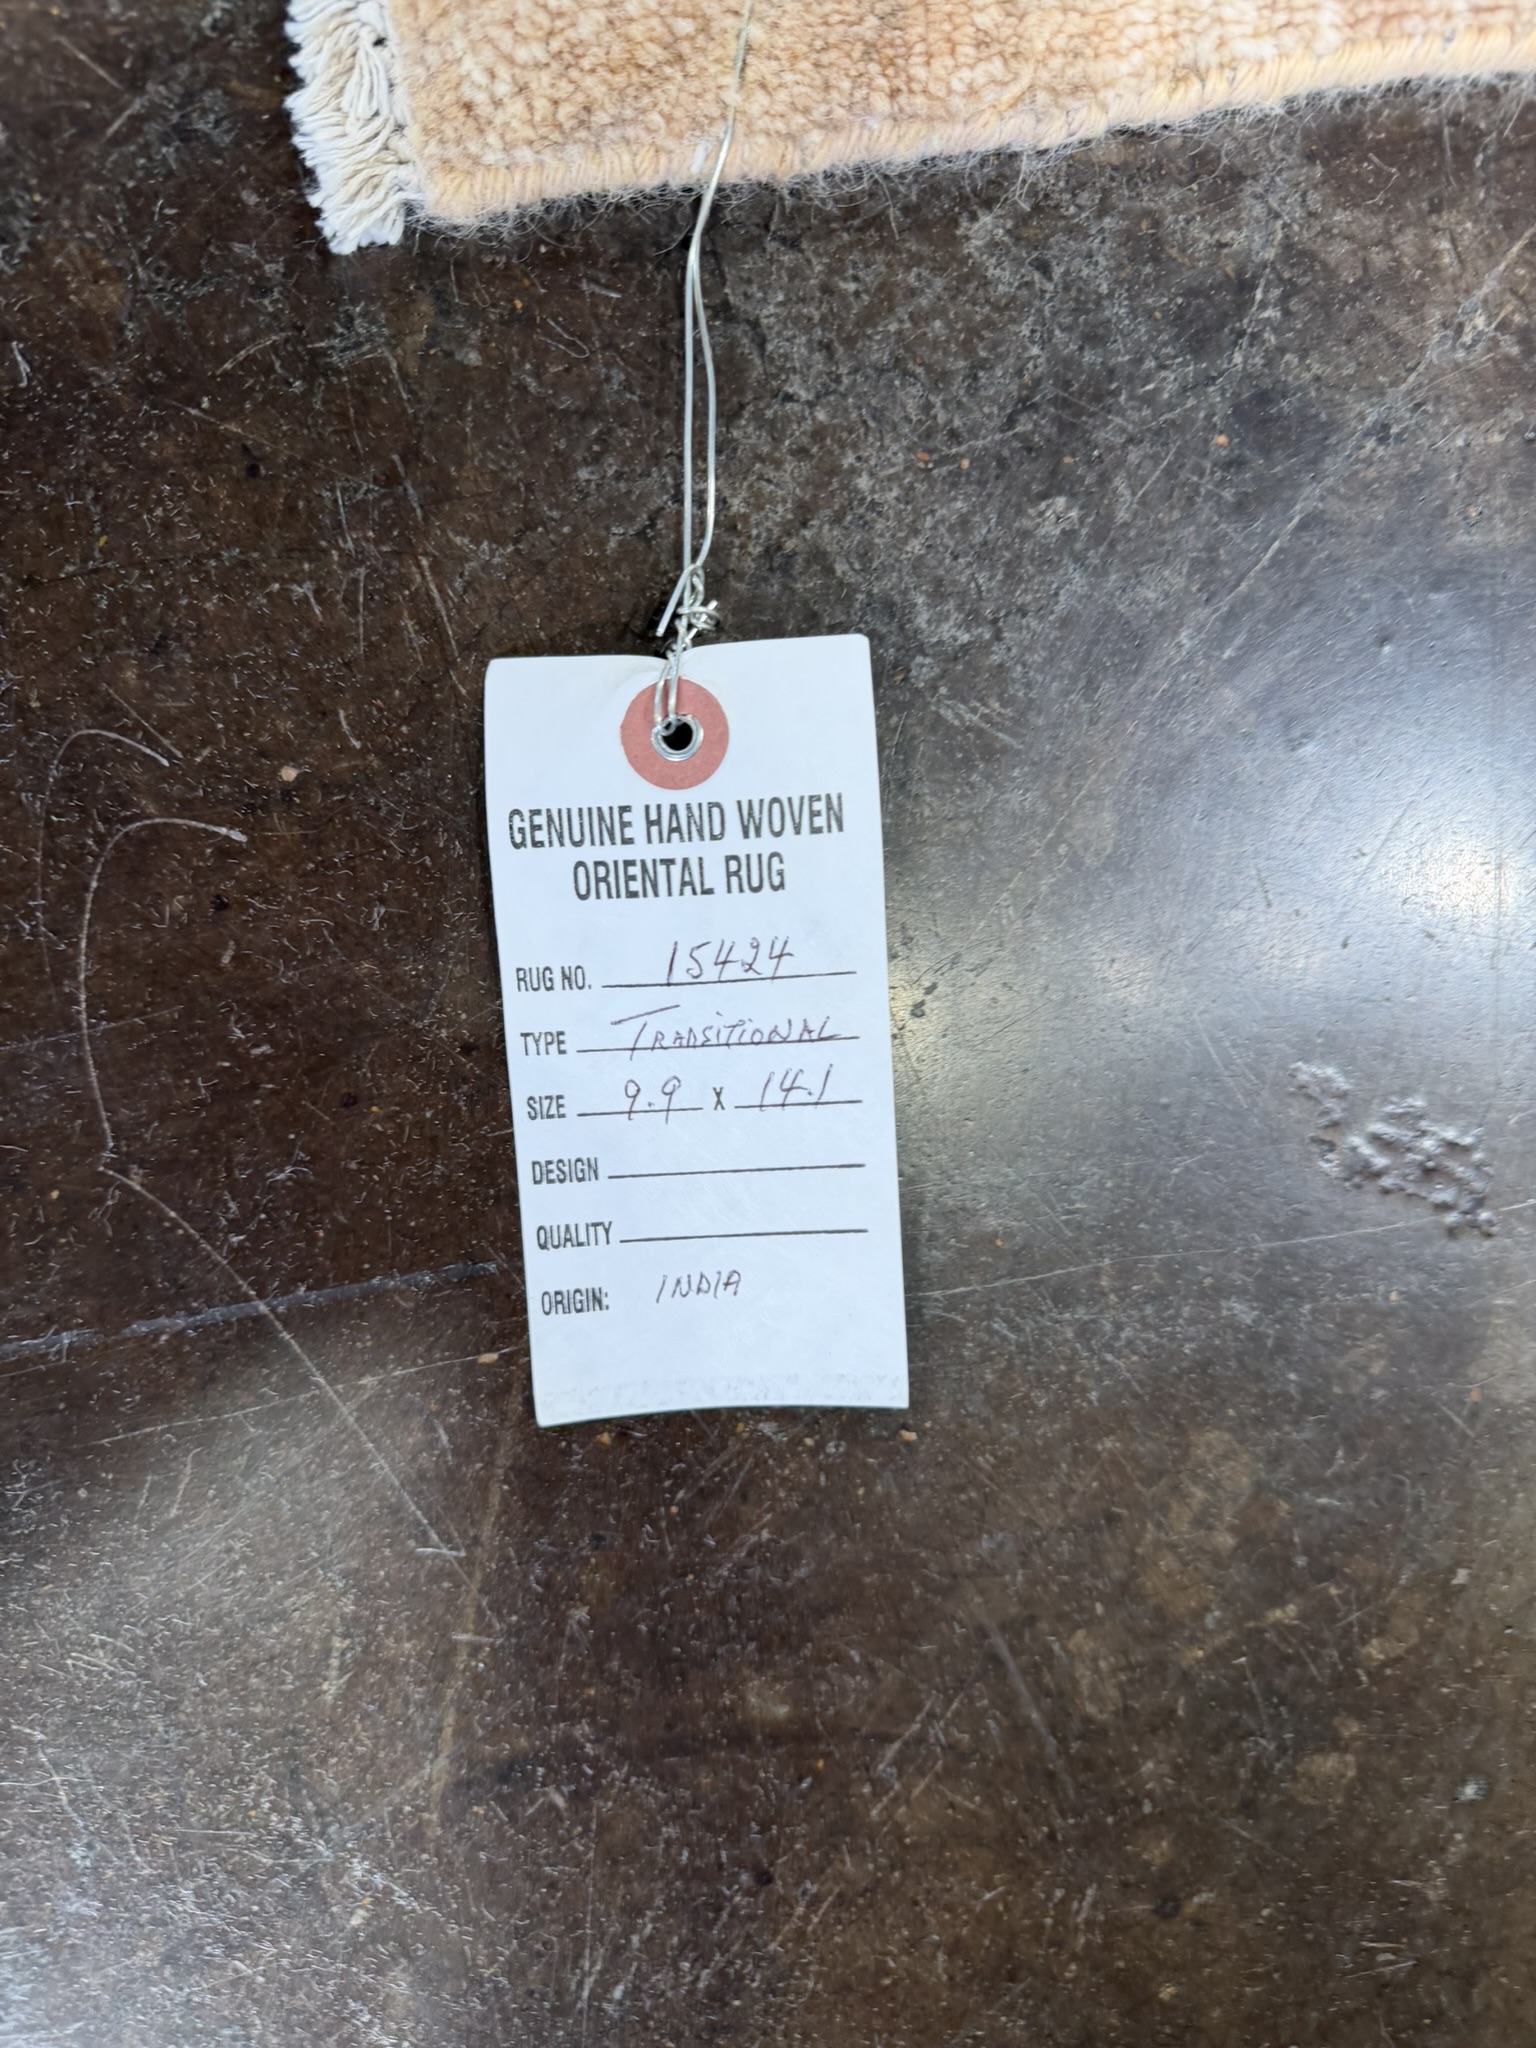 GENUINE HAND WOVEN
ORIENTAL RUG
RUG NO. 15424
TYPE TRADSITIONAL
SIZE 9.9 X 14.1
DESIGN
QUALITY
ORIGIN: INDIA